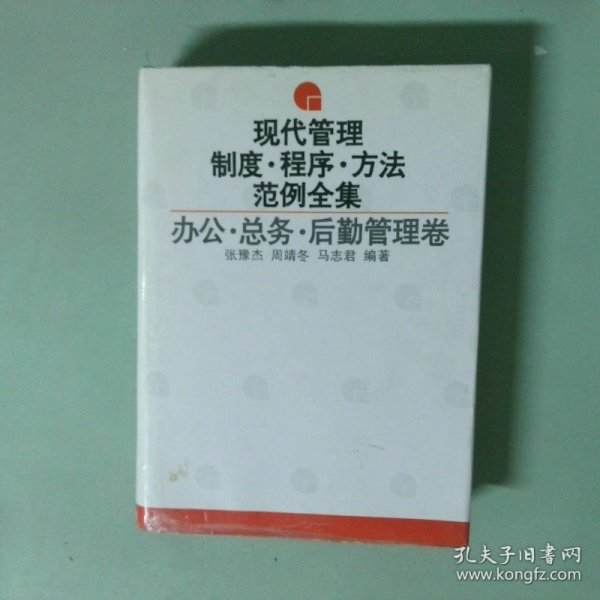 现代管理
制度·程序·方法
范例全集
办公·总务·后勤管理卷
张豫杰 周靖冬 马志君 编著
孔夫子旧书网
www.kongfz.com